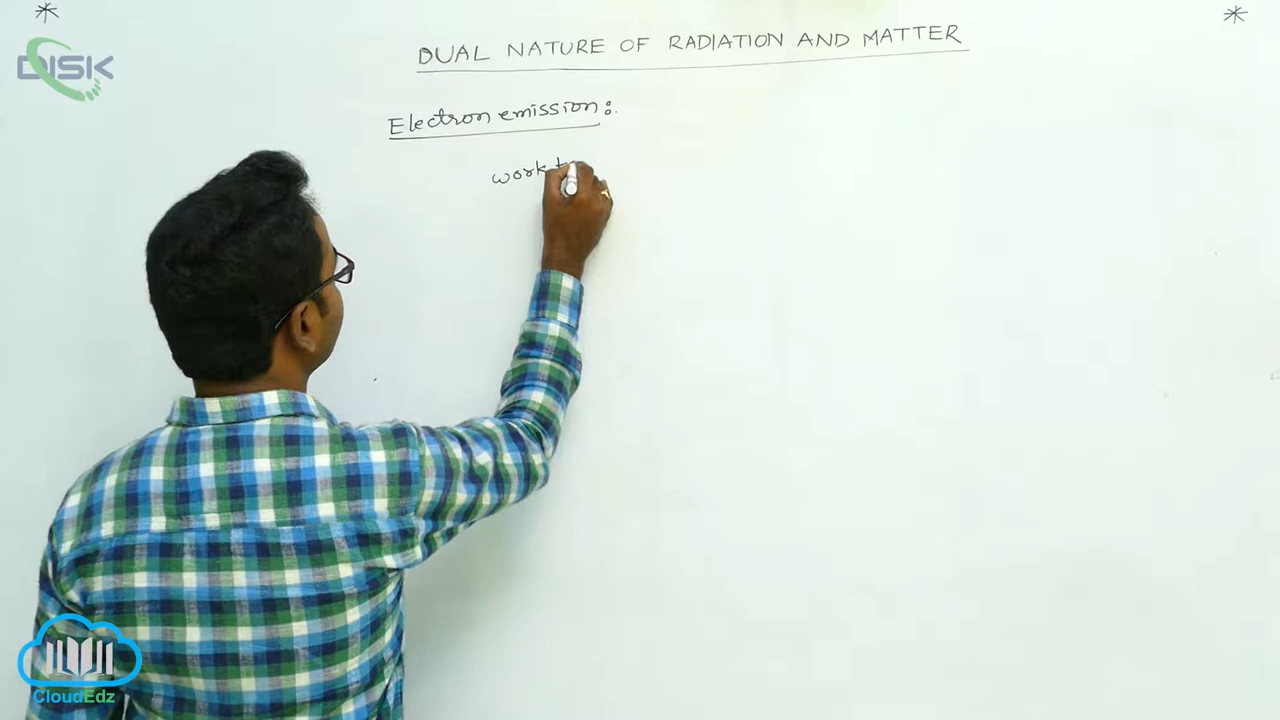 DISK
DUAL NATURE OF RADIATION AND MATTER
Electron emission:
work
CloudEdz